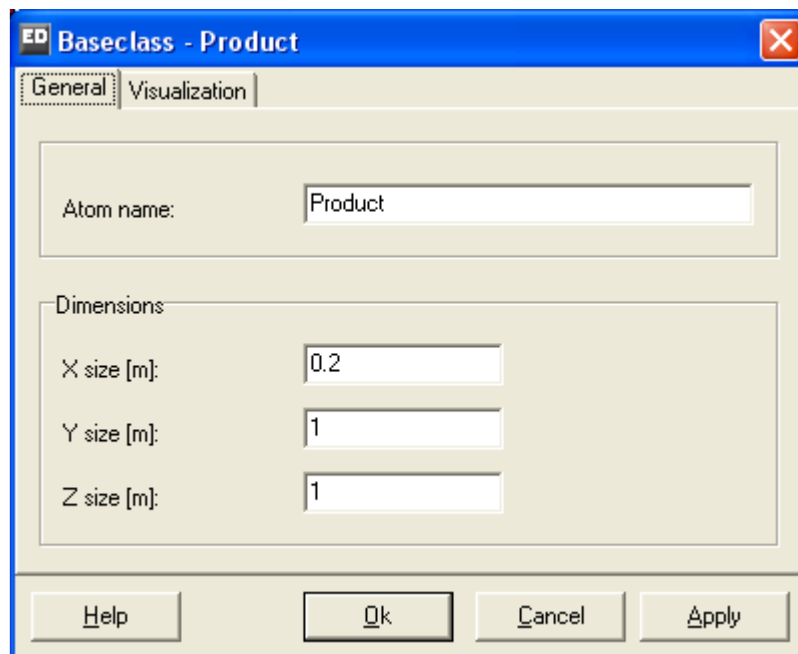 ED Baseclass - Product
General Visualization
Atom name: Product
Dimensions
X size [m]: 0.2
Y size [m]: 1
Z size [m]: 1
Help Ok Cancel Apply